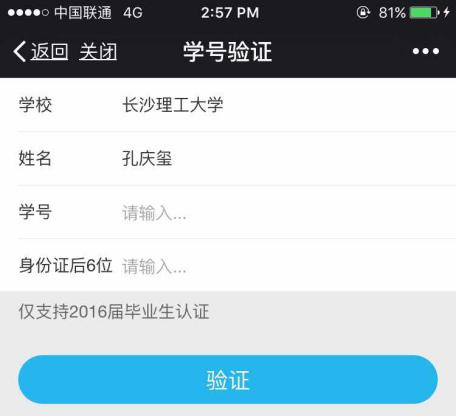 中国联通 4G 2:57 PM 81%
返回 关闭 学号验证
学校 长沙理工大学
姓名 孔庆玺
学号 请输入...
身份证后6位 请输入...
仅支持2016届毕业生认证
验证